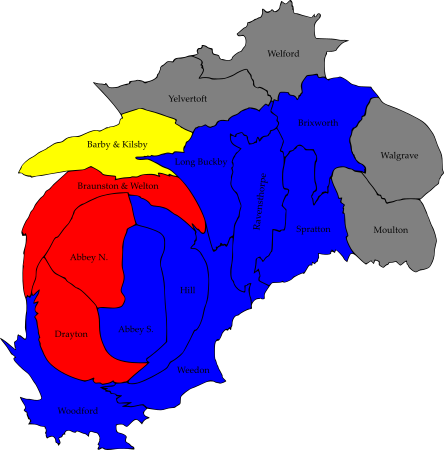 Welford
Yelvertoft
Brixworth
Barby & Kilsby
Walgrave
Long Buckby
Braunston & Welton
Ravensthorpe
Spratton
Moulton
Abbey N.
Hill
Drayton
Abbey S.
Weedon
Woodford